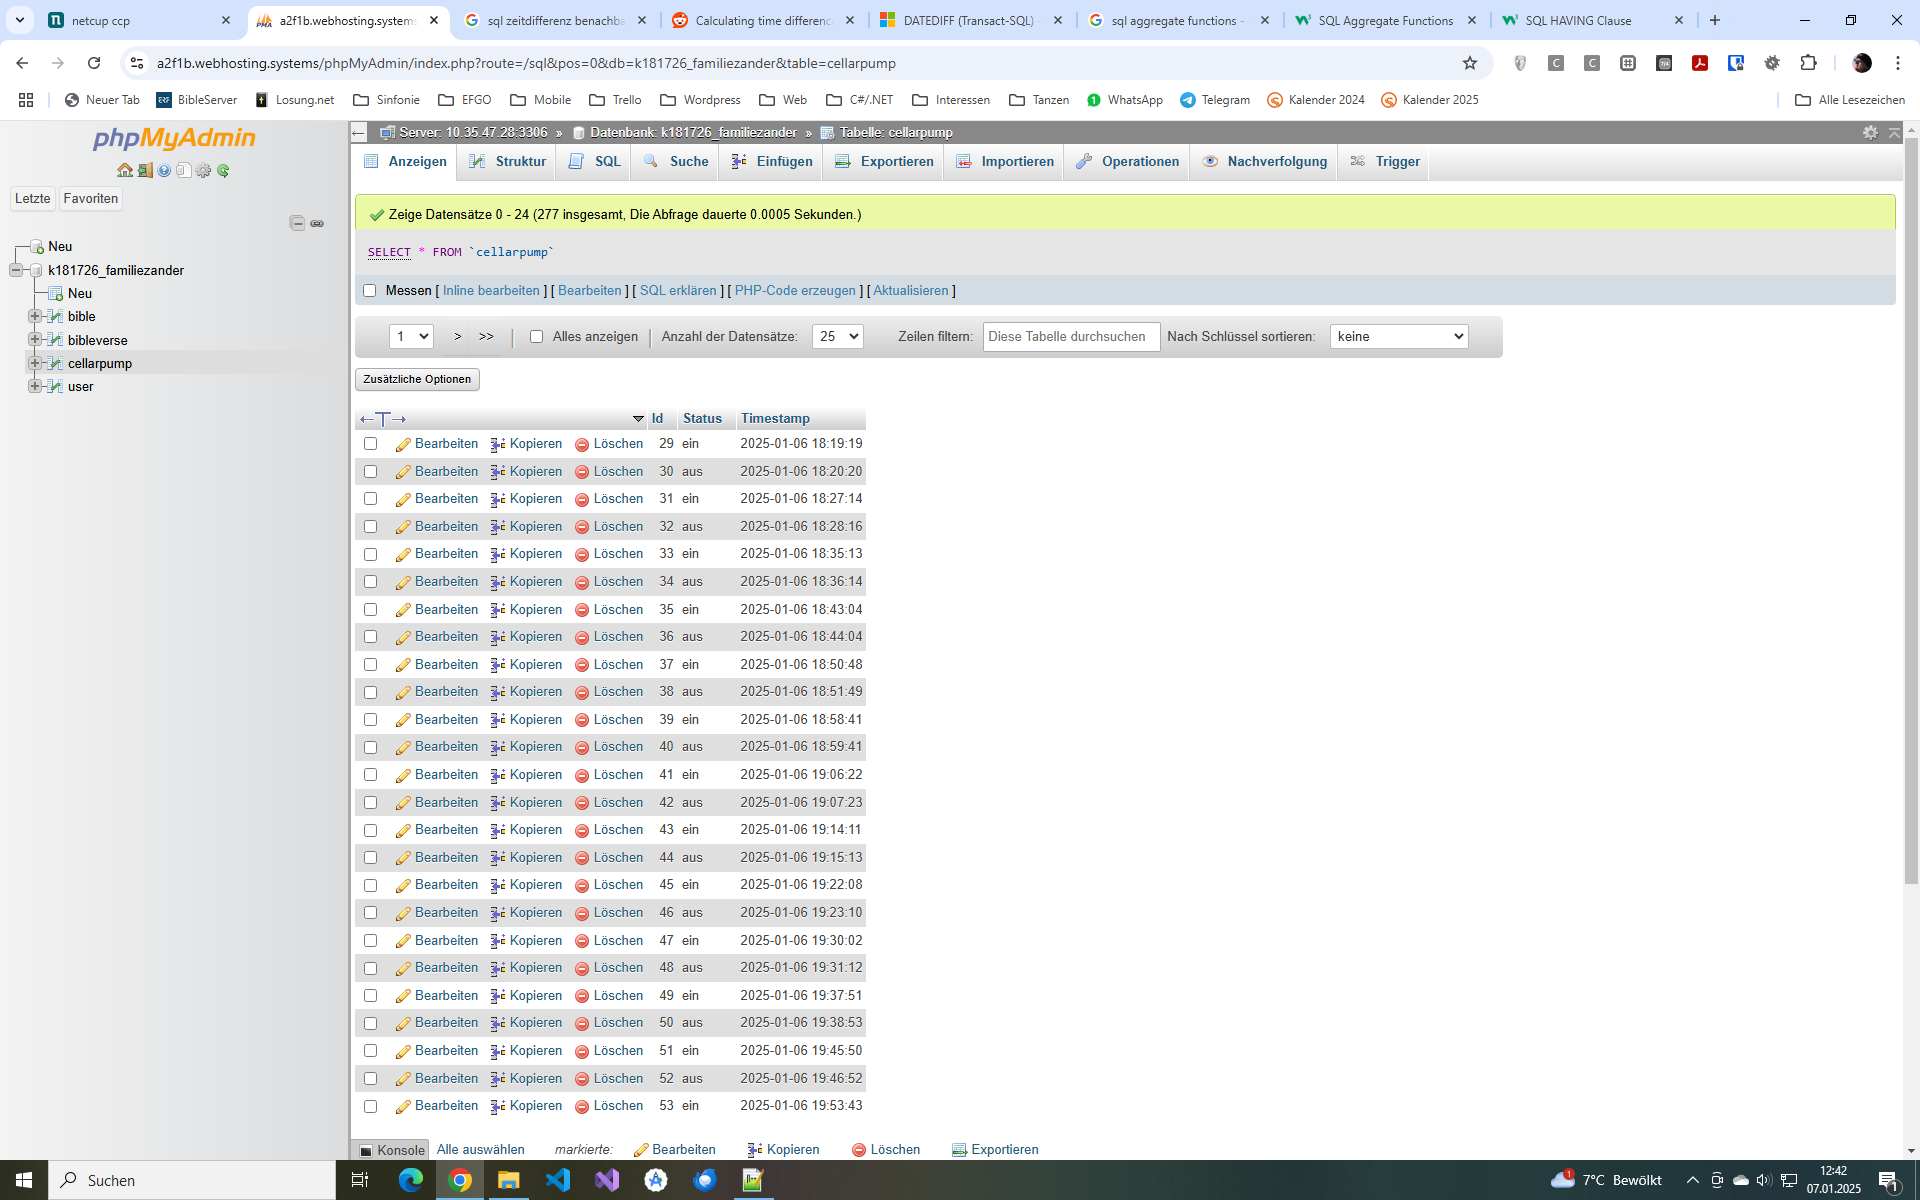 netcup ccp
a2f1b.webhosting.systems
sql zeitdifferenz benachba
Calculating time difference
DATEDIFF (Transact-SQL)
sql aggregate functions -
SQL Aggregate Functions
SQL HAVING Clause
a2f1b.webhosting.systems/phpMyAdmin/index.php?route=/sql&pos=0&db=k181726_familiezander&table=cellarpump
Neuer Tab BibleServer Losung.net Sinfonie EFGO Mobile Trello Wordpress Web C#/.NET Interessen Tanzen WhatsApp Telegram Kalender 2024 Kalender 2025 Alle Lesezeichen
phpMyAdmin
Letzte Favoriten
Neu
k181726_familiezander
Neu
bible
bibleverse
cellarpump
user
Server: 10.35.47.28:3306 » Datenbank: k181726_familiezander » Tabelle: cellarpump
Anzeigen Struktur SQL Suche Einfügen Exportieren Importieren Operationen Nachverfolgung Trigger
Zeige Datensätze 0 - 24 (277 insgesamt, Die Abfrage dauerte 0.0005 Sekunden.)
SELECT * FROM `cellarpump`
Messen [ Inline bearbeiten ] [ Bearbeiten ] [ SQL erklären ] [ PHP-Code erzeugen ] [ Aktualisieren ]
1 > >> Alles anzeigen Anzahl der Datensätze: 25 Zeilen filtern: Diese Tabelle durchsuchen Nach Schlüssel sortieren: keine
Zusätzliche Optionen
←T→ Id Status Timestamp
Bearbeiten Kopieren Löschen 29 ein 2025-01-06 18:19:19
Bearbeiten Kopieren Löschen 30 aus 2025-01-06 18:20:20
Bearbeiten Kopieren Löschen 31 ein 2025-01-06 18:27:14
Bearbeiten Kopieren Löschen 32 aus 2025-01-06 18:28:16
Bearbeiten Kopieren Löschen 33 ein 2025-01-06 18:35:13
Bearbeiten Kopieren Löschen 34 aus 2025-01-06 18:36:14
Bearbeiten Kopieren Löschen 35 ein 2025-01-06 18:43:04
Bearbeiten Kopieren Löschen 36 aus 2025-01-06 18:44:04
Bearbeiten Kopieren Löschen 37 ein 2025-01-06 18:50:48
Bearbeiten Kopieren Löschen 38 aus 2025-01-06 18:51:49
Bearbeiten Kopieren Löschen 39 ein 2025-01-06 18:58:41
Bearbeiten Kopieren Löschen 40 aus 2025-01-06 18:59:41
Bearbeiten Kopieren Löschen 41 ein 2025-01-06 19:06:22
Bearbeiten Kopieren Löschen 42 aus 2025-01-06 19:07:23
Bearbeiten Kopieren Löschen 43 ein 2025-01-06 19:14:11
Bearbeiten Kopieren Löschen 44 aus 2025-01-06 19:15:13
Bearbeiten Kopieren Löschen 45 ein 2025-01-06 19:22:08
Bearbeiten Kopieren Löschen 46 aus 2025-01-06 19:23:10
Bearbeiten Kopieren Löschen 47 ein 2025-01-06 19:30:02
Bearbeiten Kopieren Löschen 48 aus 2025-01-06 19:31:12
Bearbeiten Kopieren Löschen 49 ein 2025-01-06 19:37:51
Bearbeiten Kopieren Löschen 50 aus 2025-01-06 19:38:53
Bearbeiten Kopieren Löschen 51 ein 2025-01-06 19:45:50
Bearbeiten Kopieren Löschen 52 aus 2025-01-06 19:46:52
Bearbeiten Kopieren Löschen 53 ein 2025-01-06 19:53:43
Konsole Alle auswählen markierte: Bearbeiten Kopieren Löschen Exportieren
Suchen
1 7°C Bewölkt
12:42
07.01.2025
1